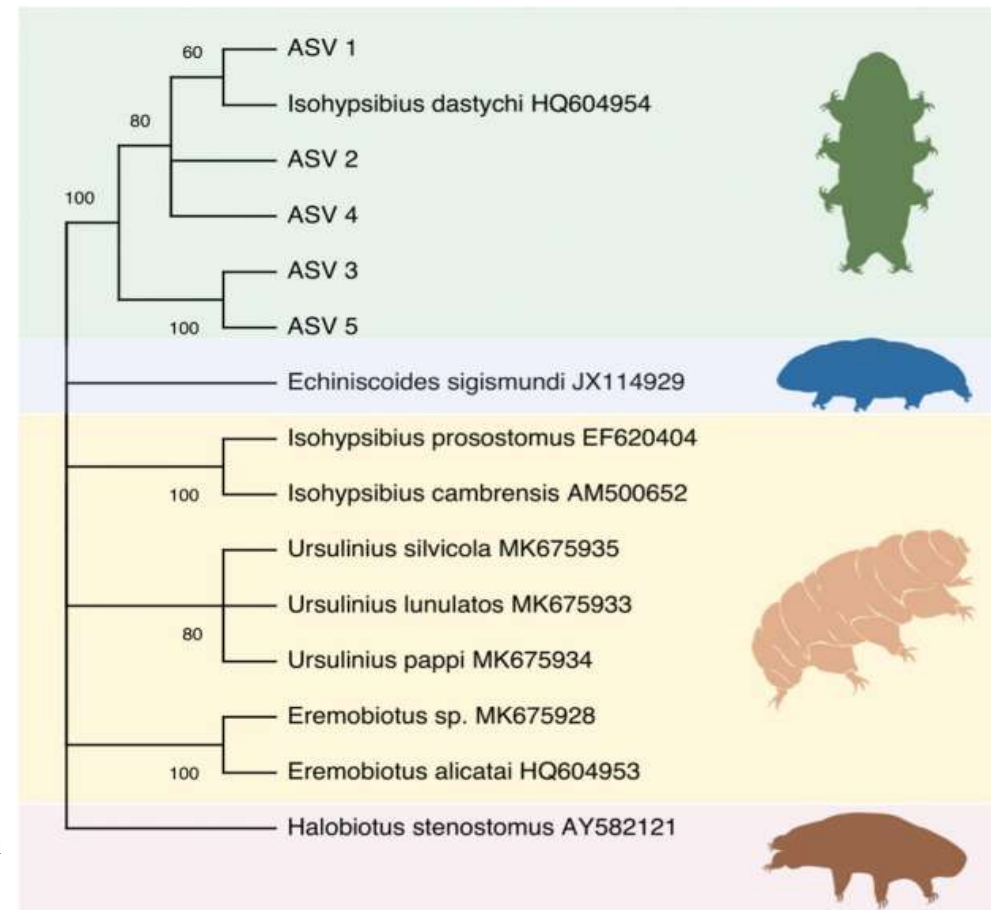 60
ASV 1
Isohypsibius dastychi HQ604954
80
ASV 2
100
ASV 4
ASV 3
100
ASV 5
Echiniscoides sigismundi JX114929
Isohypsibius prosostomus EF620404
100
Isohypsibius cambrensis AM500652
Ursulinius silvicola MK675935
Ursulinius lunulatos MK675933
80
Ursulinius pappi MK675934
Eremobiotus sp. MK675928
100
Eremobiotus alicatai HQ604953
Halobiotus stenostomus AY582121